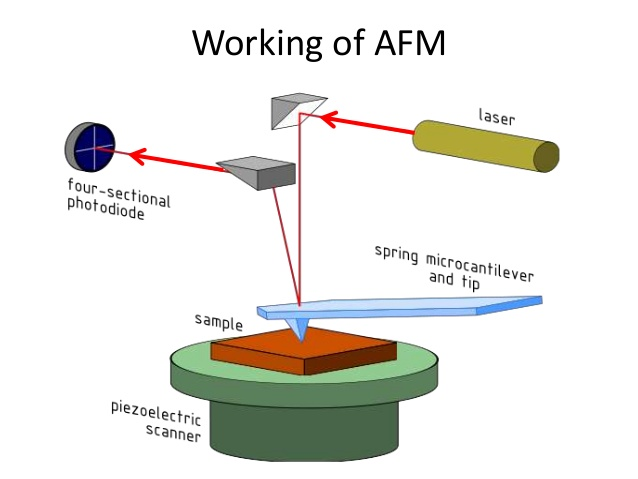 Working of AFM
laser
four-sectional
photodiode
spring microcantilever
and tip
sample
piezoelectric
scanner